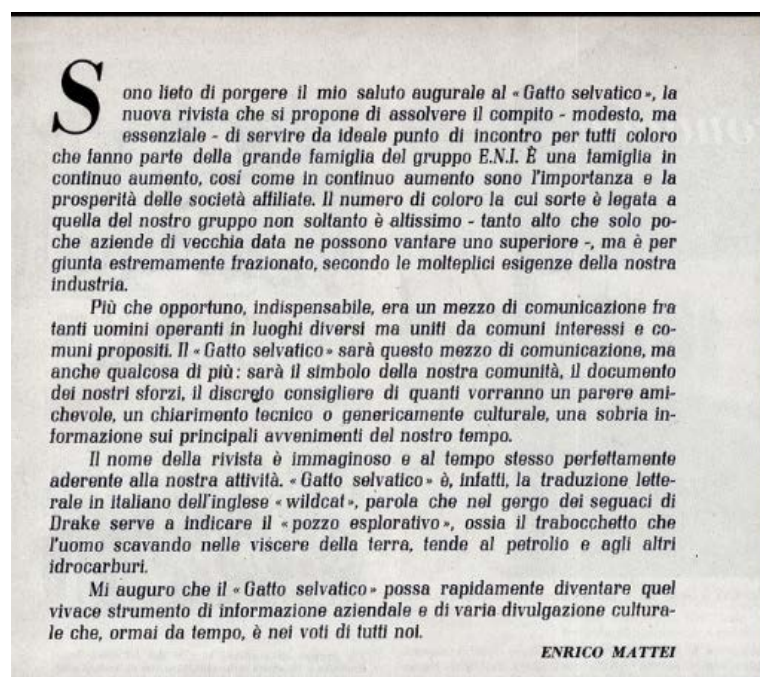 Sono lieto di porgere il mio saluto augurale al «Gatto selvatico», la
nuova rivista che si propone di assolvere il compito - modesto, ma
essenziale - di servire da ideale punto di incontro per tutti coloro
che fanno parte della grande famiglia del gruppo E.N.I. È una famiglia in
continuo aumento, così come in continuo aumento sono l'importanza e la
prosperità delle società affiliate. Il numero di coloro la cui sorte è legata a
quella del nostro gruppo non soltanto è altissimo - tanto alto che solo po-
che aziende di vecchia data ne possono vantare uno superiore -, ma è per
giunta estremamente frazionato, secondo le molteplici esigenze della nostra
industria.
Più che opportuno, indispensabile, era un mezzo di comunicazione fra
tanti uomini operanti in luoghi diversi ma uniti da comuni interessi e co-
muni propositi. Il «Gatto selvatico» sarà questo mezzo di comunicazione, ma
anche qualcosa di più: sarà il simbolo della nostra comunità, il documento
dei nostri sforzi, il discreto consigliere di quanti vorranno un parere ami-
chevole, un chiarimento tecnico o genericamente culturale, una sobria in-
formazione sui principali avvenimenti del nostro tempo.
Il nome della rivista è immaginoso e al tempo stesso perfettamente
aderente alla nostra attività. «Gatto selvatico» è, infatti, la traduzione lette-
rale in italiano dell'inglese «wildcat», parola che nel gergo dei seguaci di
Drake serve a indicare il «pozzo esplorativo», ossia il trabocchetto che
l'uomo scavando nelle viscere della terra, tende al petrolio e agli altri
idrocarburi.
Mi auguro che il «Gatto selvatico» possa rapidamente diventare quel
vivace strumento di informazione aziendale e di varia divulgazione cultura-
le che, ormai da tempo, è nei voti di tutti noi.
ENRICO MATTEI